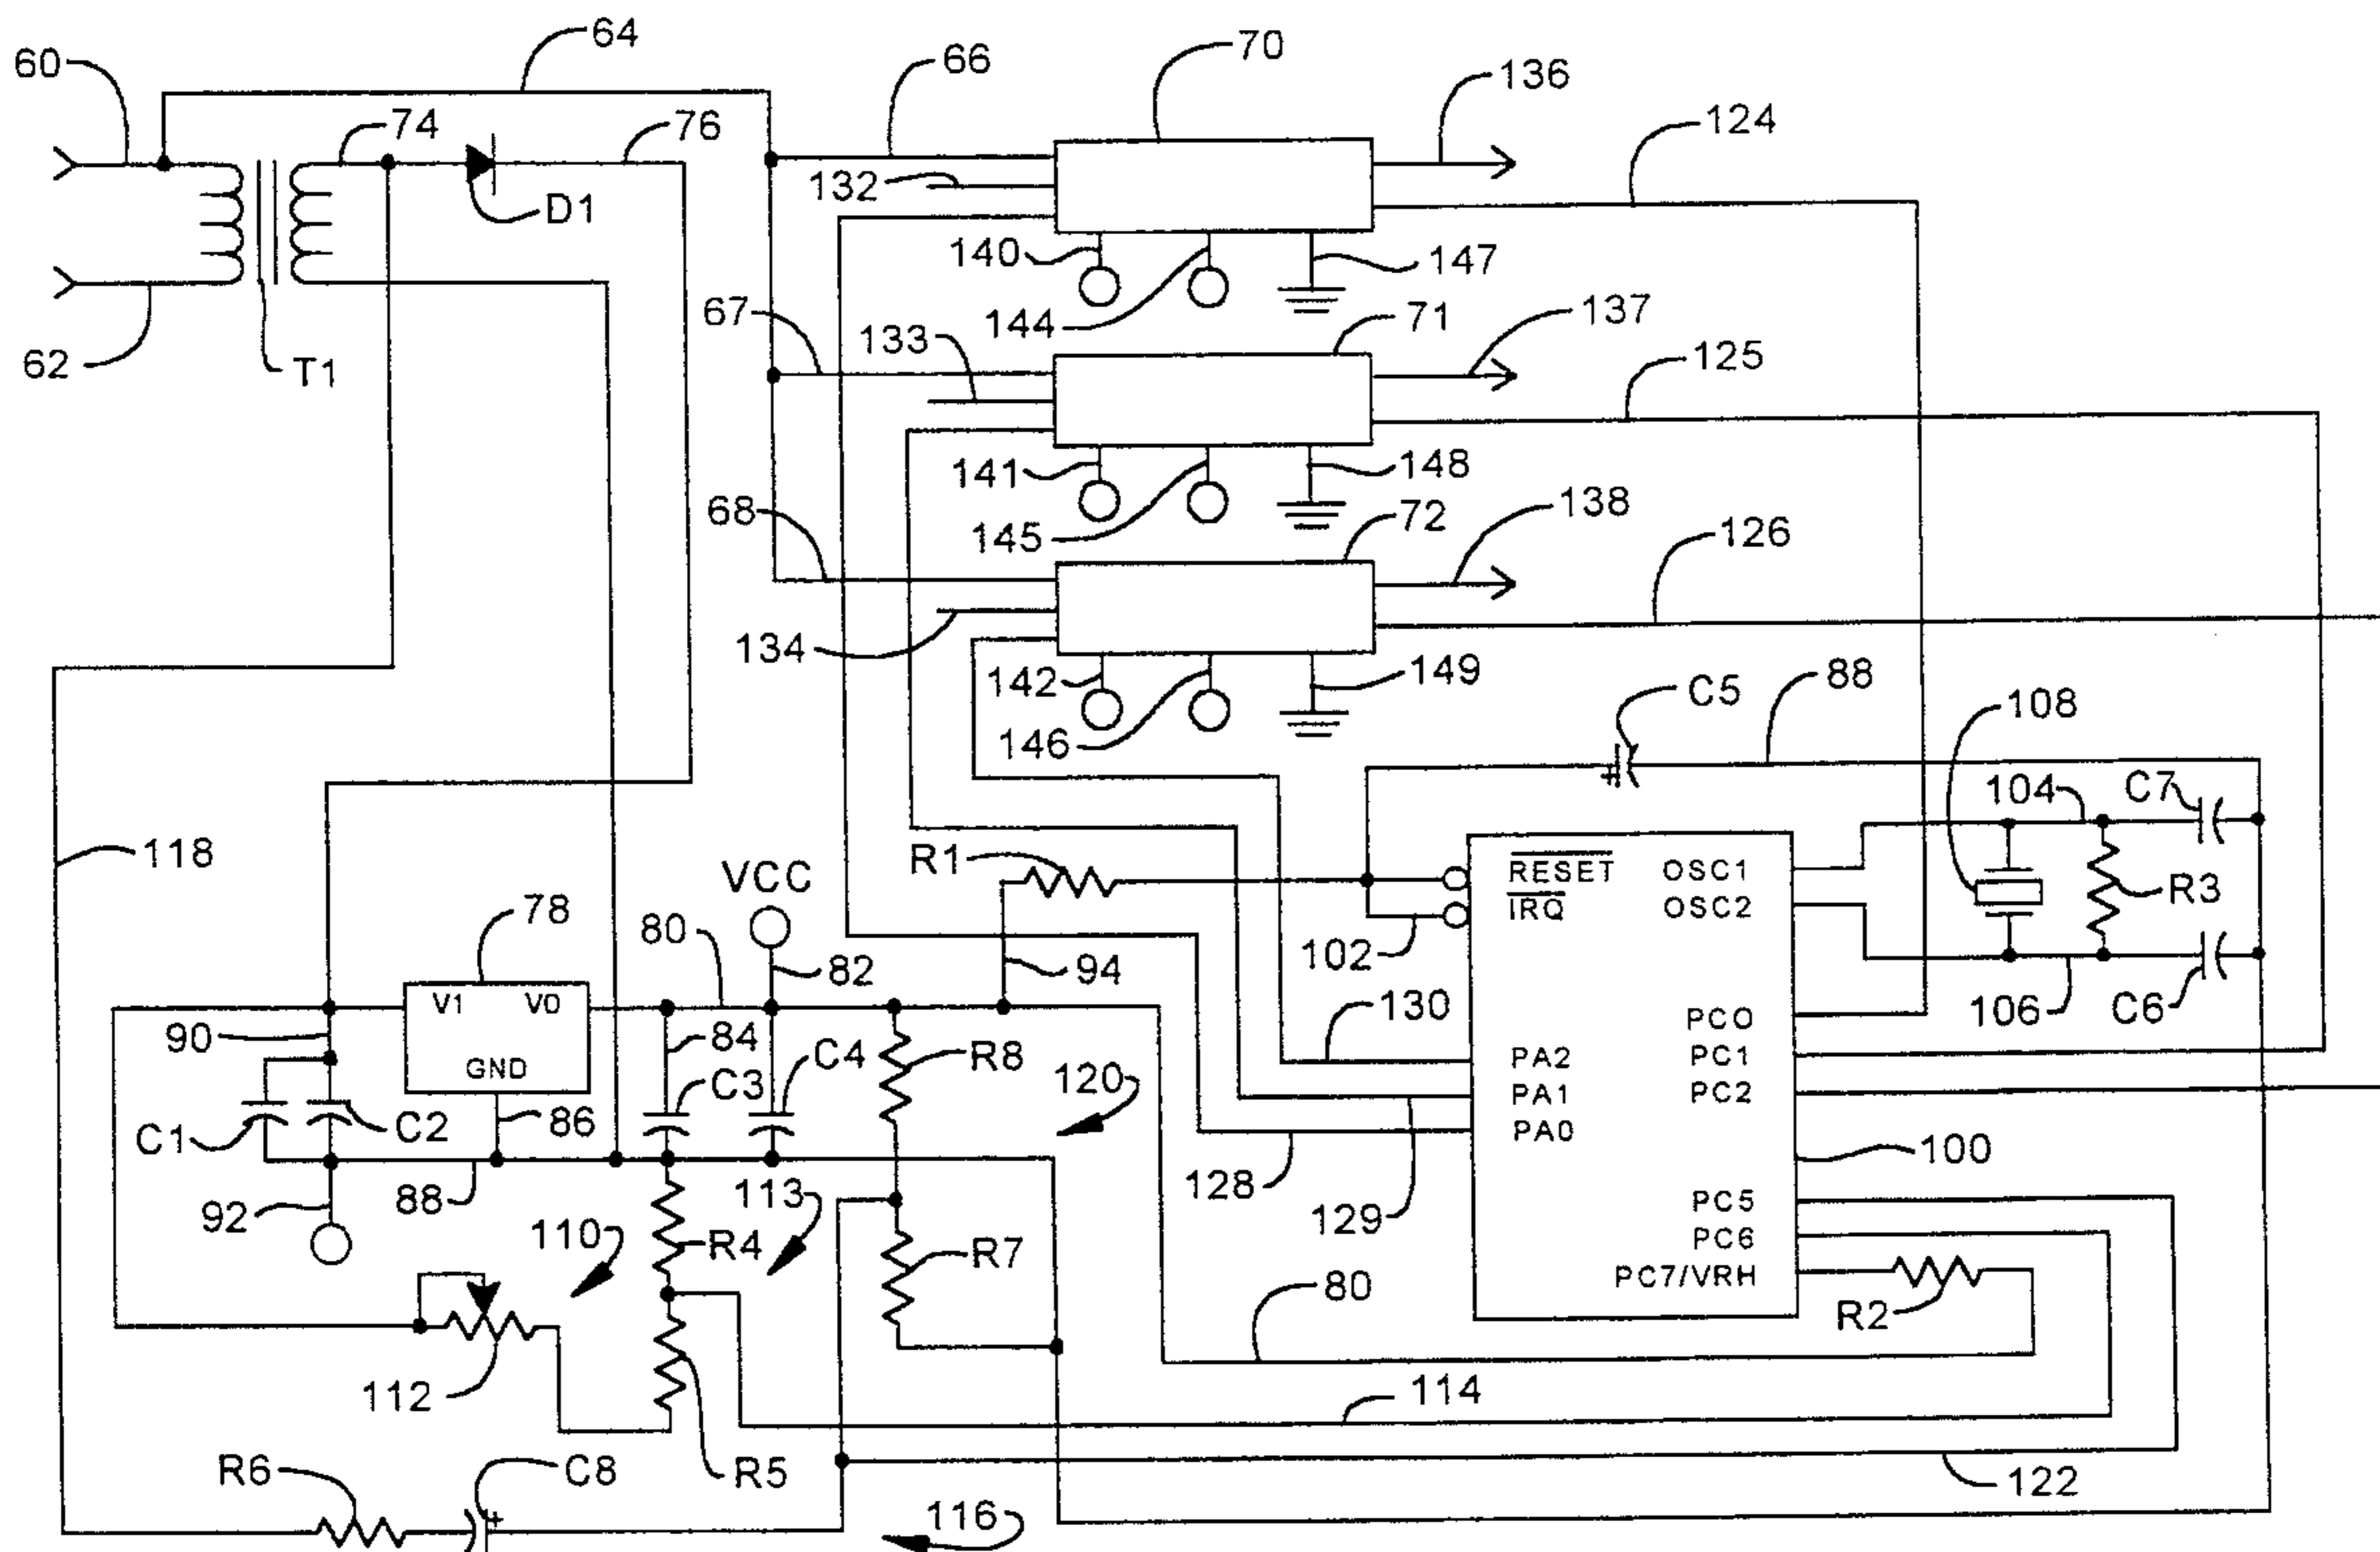 64
60
66
70
136
74
76
124
132
D1
140
147
144
67
71
137
62
T1
133
125
141
148
68
145
72
138
126
134
142
149
C5
88
108
146
104
C7
118
R1
VCC
RESET
OSC1
R3
IRQ
OSC2
78
80
82
94
102
V1
VO
90
84
C4
130
106
C6
PC0
GND
C3
R8
120
PA2
PC1
C1
C2
86
PA1
PC2
PA0
100
92
88
113
128
129
PC5
110
R4
R7
PC6
PC7/VRH
80
R2
112
114
R6
C8
R5
122
116